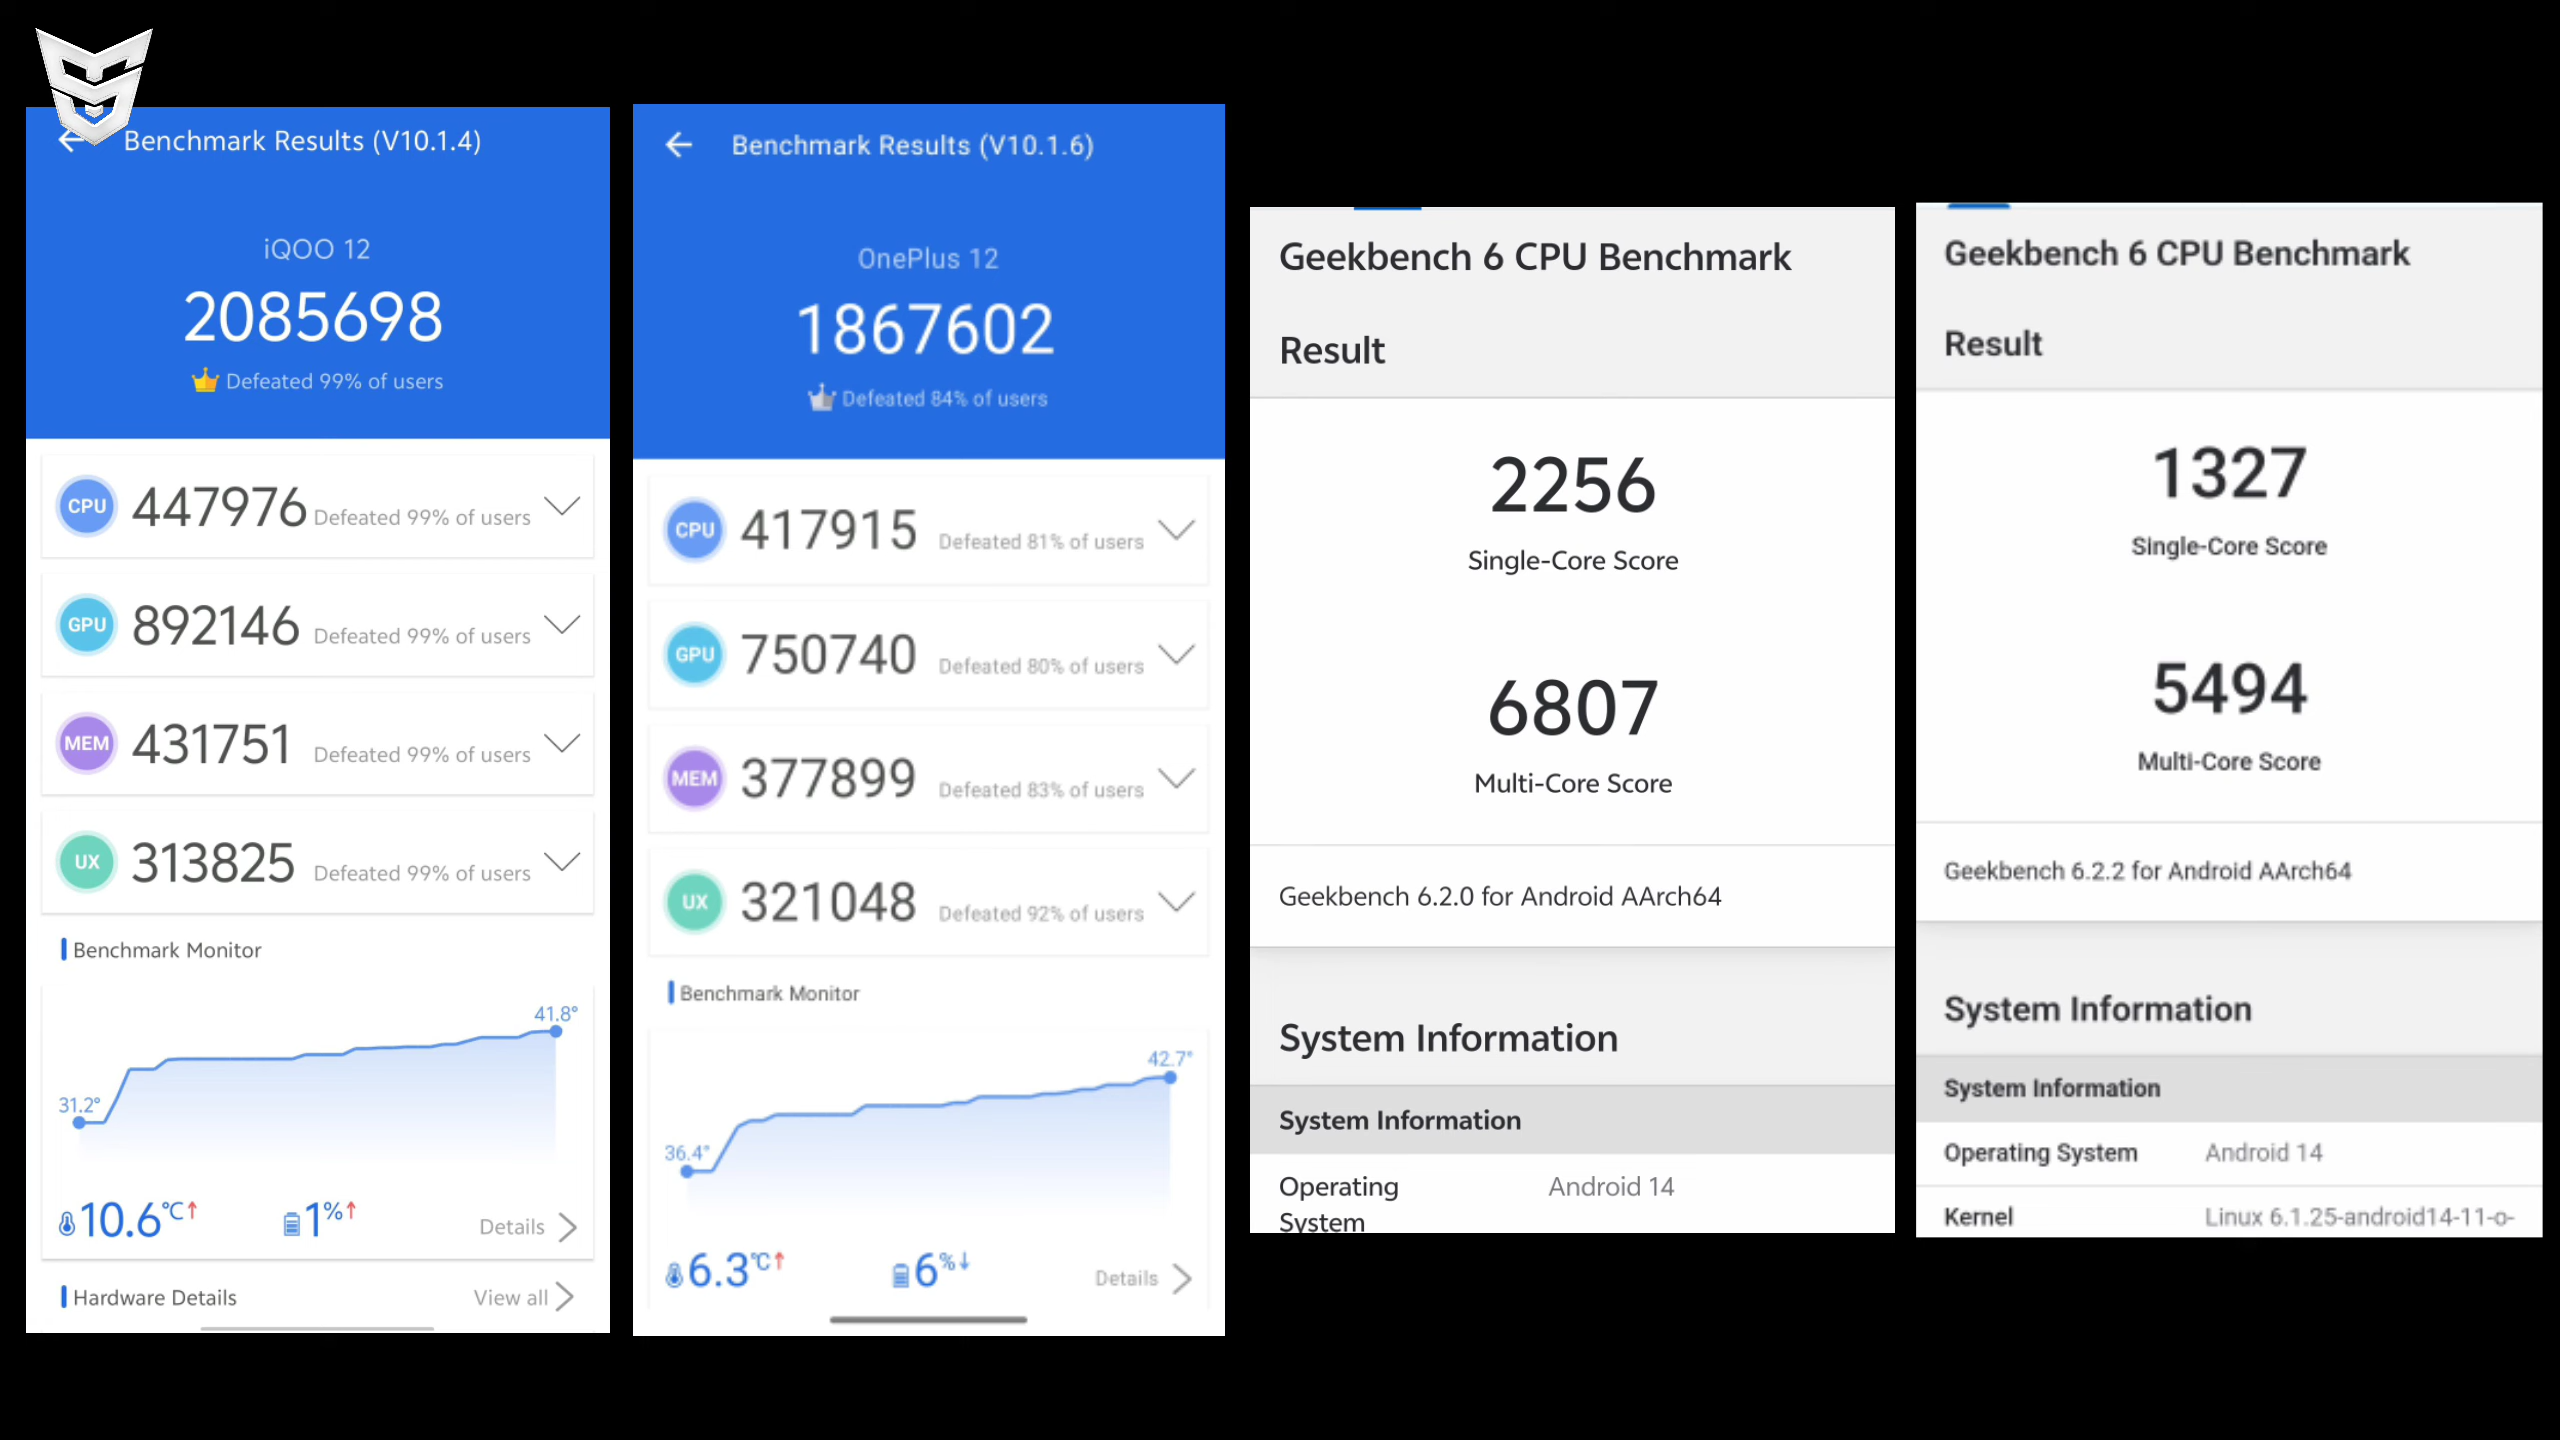 Benchmark Results (V10.1.4)
iQOO 12
2085698
Defeated 99% of users
CPU 447976 Defeated 99% of users
GPU 892146 Defeated 99% of users
MEM 431751 Defeated 99% of users
UX 313825 Defeated 99% of users
Benchmark Monitor
41.8°
31.2°
10.6°C↑ 1%↑ Details
Hardware Details View all
Benchmark Results (V10.1.6)
OnePlus 12
1867602
Defeated 84% of users
CPU 417915 Defeated 81% of users
GPU 750740 Defeated 80% of users
MEM 377899 Defeated 83% of users
UX 321048 Defeated 92% of users
Benchmark Monitor
42.7°
36.4°
6.3°C↑ 6%↓ Details
Geekbench 6 CPU Benchmark
Result
2256
Single-Core Score
6807
Multi-Core Score
Geekbench 6.2.0 for Android AArch64
System Information
System Information
Operating Android 14
System
Geekbench 6 CPU Benchmark
Result
1327
Single-Core Score
5494
Multi-Core Score
Geekbench 6.2.2 for Android AArch64
System Information
System Information
Operating System Android 14
Kernel Linux 6.1.25-android14-11-o-